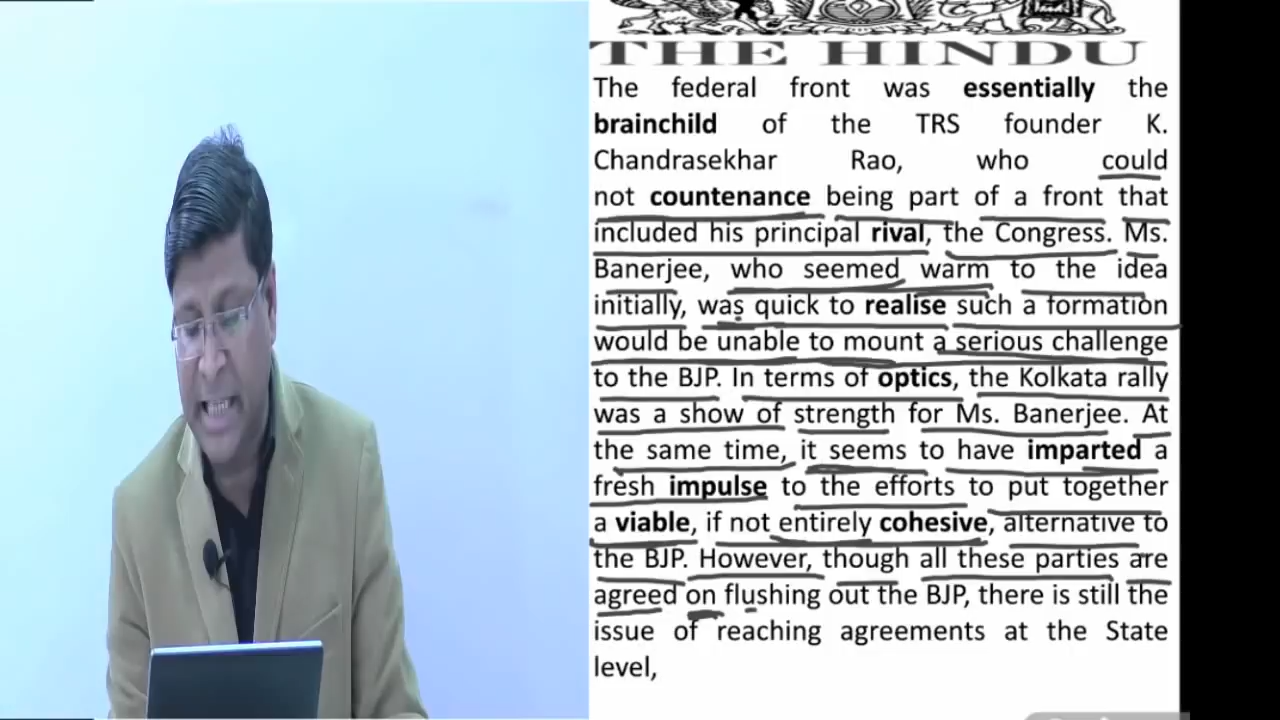 THE HINDU
The federal front was essentially the
brainchild of the TRS founder K.
Chandrasekhar Rao, who could
not countenance being part of a front that
included his principal rival, the Congress. Ms.
Banerjee, who seemed warm to the idea
initially, was quick to realise such a formation
would be unable to mount a serious challenge
to the BJP. In terms of optics, the Kolkata rally
was a show of strength for Ms. Banerjee. At
the same time, it seems to have imparted a
fresh impulse to the efforts to put together
a viable, if not entirely cohesive, alternative to
the BJP. However, though all these parties are
agreed on flushing out the BJP, there is still the
issue of reaching agreements at the State
level,